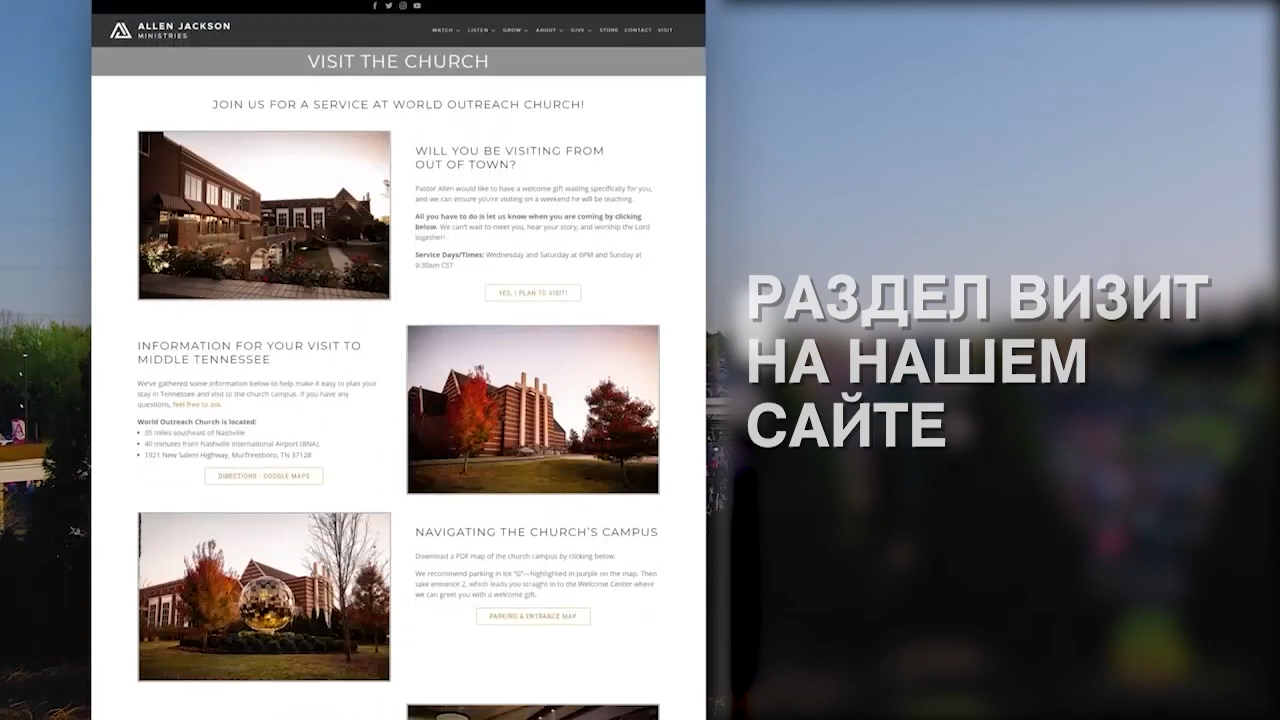 ALLEN JACKSON
MINISTRIES
WATCH LISTEN GROW ABOUT GIVE STORE CONTACT VISIT
VISIT THE CHURCH
JOIN US FOR A SERVICE AT WORLD OUTREACH CHURCH!
WILL YOU BE VISITING FROM
OUT OF TOWN?
Pastor Allen would like to have a welcome gift waiting specifically for you,
and we can ensure you're visiting on a weekend he will be teaching.
All you have to do is let us know when you are coming by clicking
below. We can't wait to meet you, hear your story, and worship the Lord
together!
Service Days/Times: Wednesday and Saturday at 6PM and Sunday at
9:30am CST
YES, I PLAN TO VISIT!
INFORMATION FOR YOUR VISIT TO
MIDDLE TENNESSEE
We've gathered some information below to help make it easy to plan your
stay in Tennessee and visit to the church campus. If you have any
questions, feel free to ask.
World Outreach Church is located:
• 35 miles southeast of Nashville
• 40 minutes from Nashville International Airport (BNA).
• 1921 New Salem Highway, Murfreesboro, TN 37128
DIRECTIONS - GOOGLE MAPS
NAVIGATING THE CHURCH'S CAMPUS
Download a PDF map of the church campus by clicking below.
We recommend parking in lot "G"—highlighted in purple on the map. Then
take entrance 2, which leads you straight in to the Welcome Center where
we can greet you with a welcome gift.
PARKING & ENTRANCE MAP
РАЗДЕЛ ВИЗИТ
НА НАШЕМ
САЙТЕ